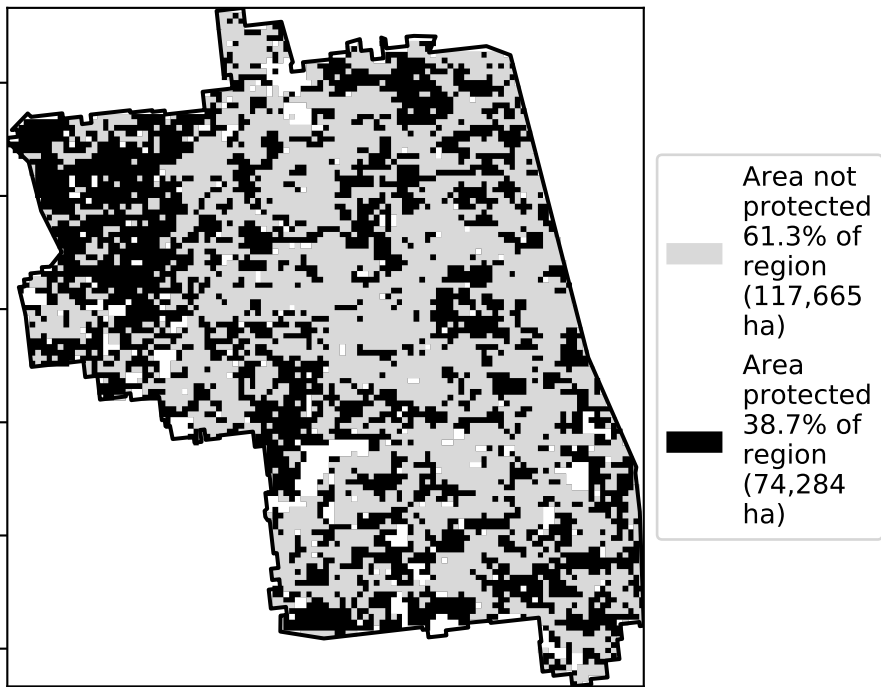 Area not
protected
61.3% of
region
(117,665
ha)
Area
protected
38.7% of
region
(74,284
ha)